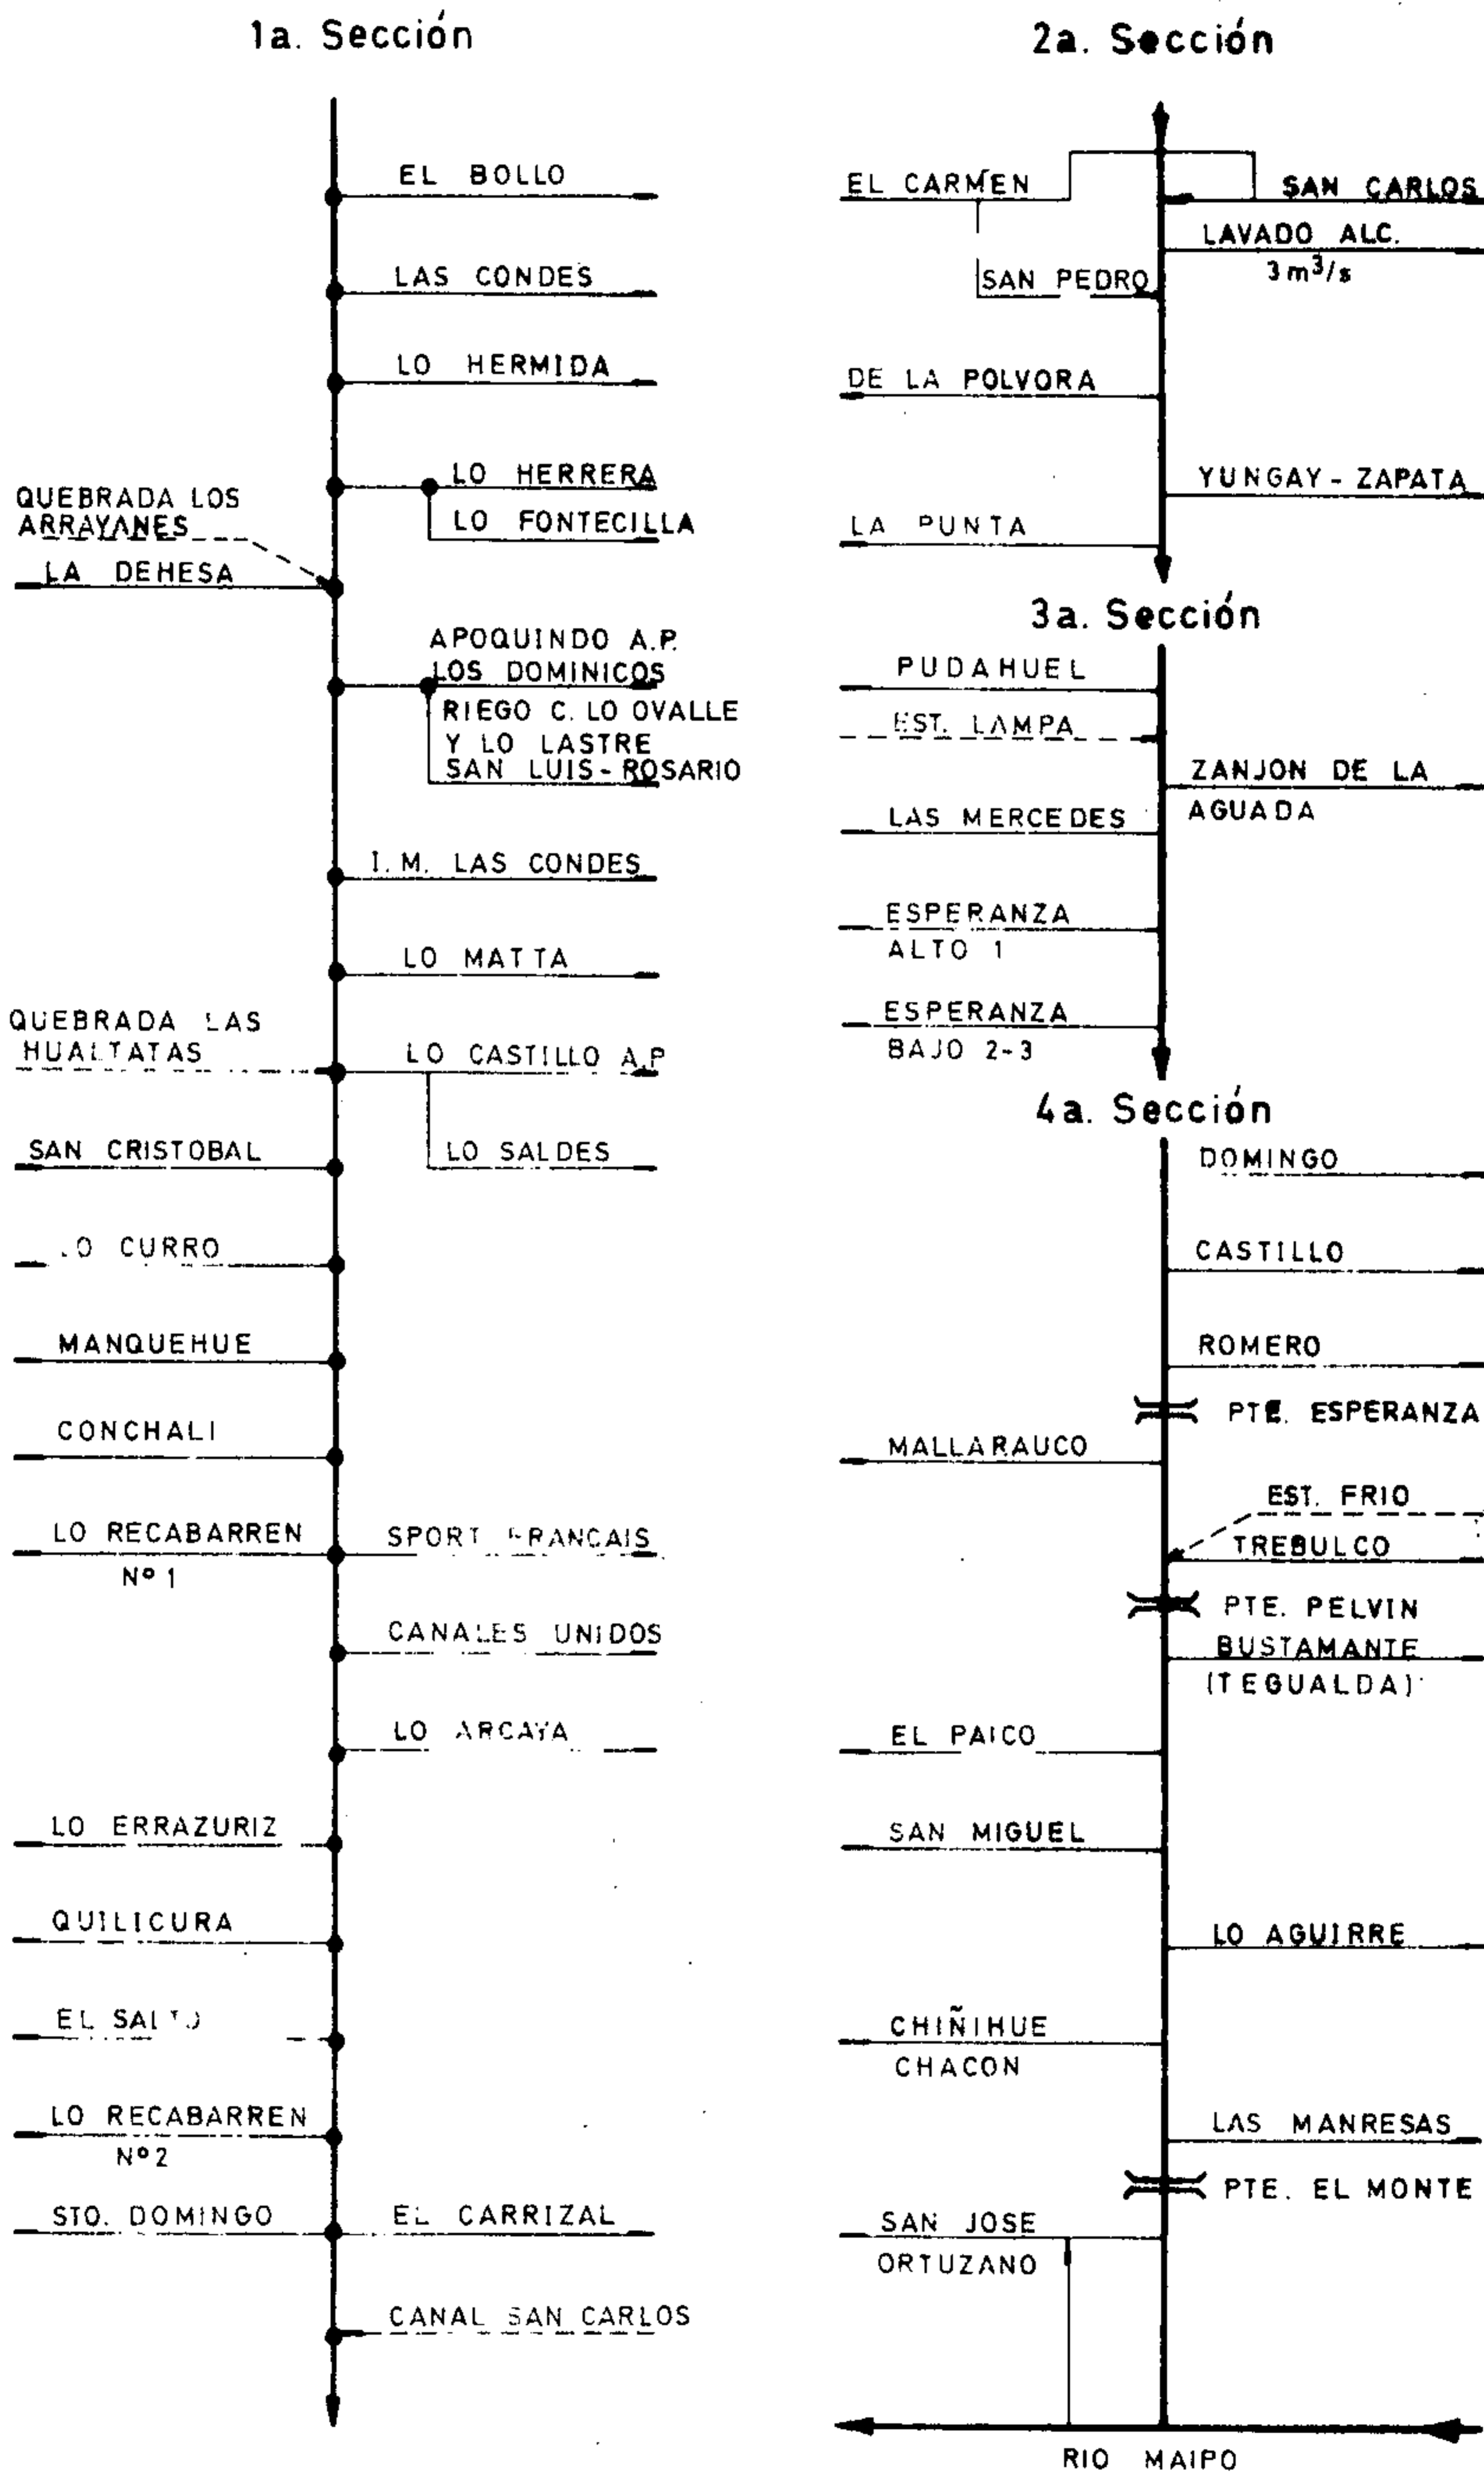 1a. Sección
EL BOLLO
LAS CONDES
LO HERMIDA
LO HERRERA
LO FONTECILLA
QUEBRADA LOS
ARRAYANES
LA DEHESA
APOQUINDO A.P.
LOS DOMINICOS
RIEGO C. LO OVALLE
Y LO LASTRE
SAN LUIS-ROSARIO
I.M. LAS CONDES
LO MATTA
QUEBRADA LAS
HUALTATAS
LO CASTILLO A.P
LO SALDES
SAN CRISTOBAL
LO CURRO
MANQUEHUE
CONCHALI
LO RECABARREN
Nº 1
SPORT FRANCAIS
CANALES UNIDOS
LO ARCAYA
LO ERRAZURIZ
QUILICURA
EL SALTO
LO RECABARREN
Nº 2
STO. DOMINGO
EL CARRIZAL
CANAL SAN CARLOS
2a. Sección
EL CARMEN
SAN CARLOS
LAVADO ALC.
3 m³/s
SAN PEDRO
DE LA POLVORA
YUNGAY - ZAPATA
LA PUNTA
3a. Sección
PUDAHUEL
EST. LAMPA
ZANJON DE LA
AGUADA
LAS MERCEDES
ESPERANZA
ALTO 1
ESPERANZA
BAJO 2-3
4a. Sección
DOMINGO
CASTILLO
ROMERO
PTE. ESPERANZA
MALLARAUCO
EST. FRIO
TREBULCO
PTE. PELVIN
BUSTAMANTE
(TEGUALDA)
EL PAICO
SAN MIGUEL
LO AGUIRRE
CHIÑIHUE
CHACON
LAS MANRESAS
PTE. EL MONTE
SAN JOSE
ORTUZANO
RIO MAIPO